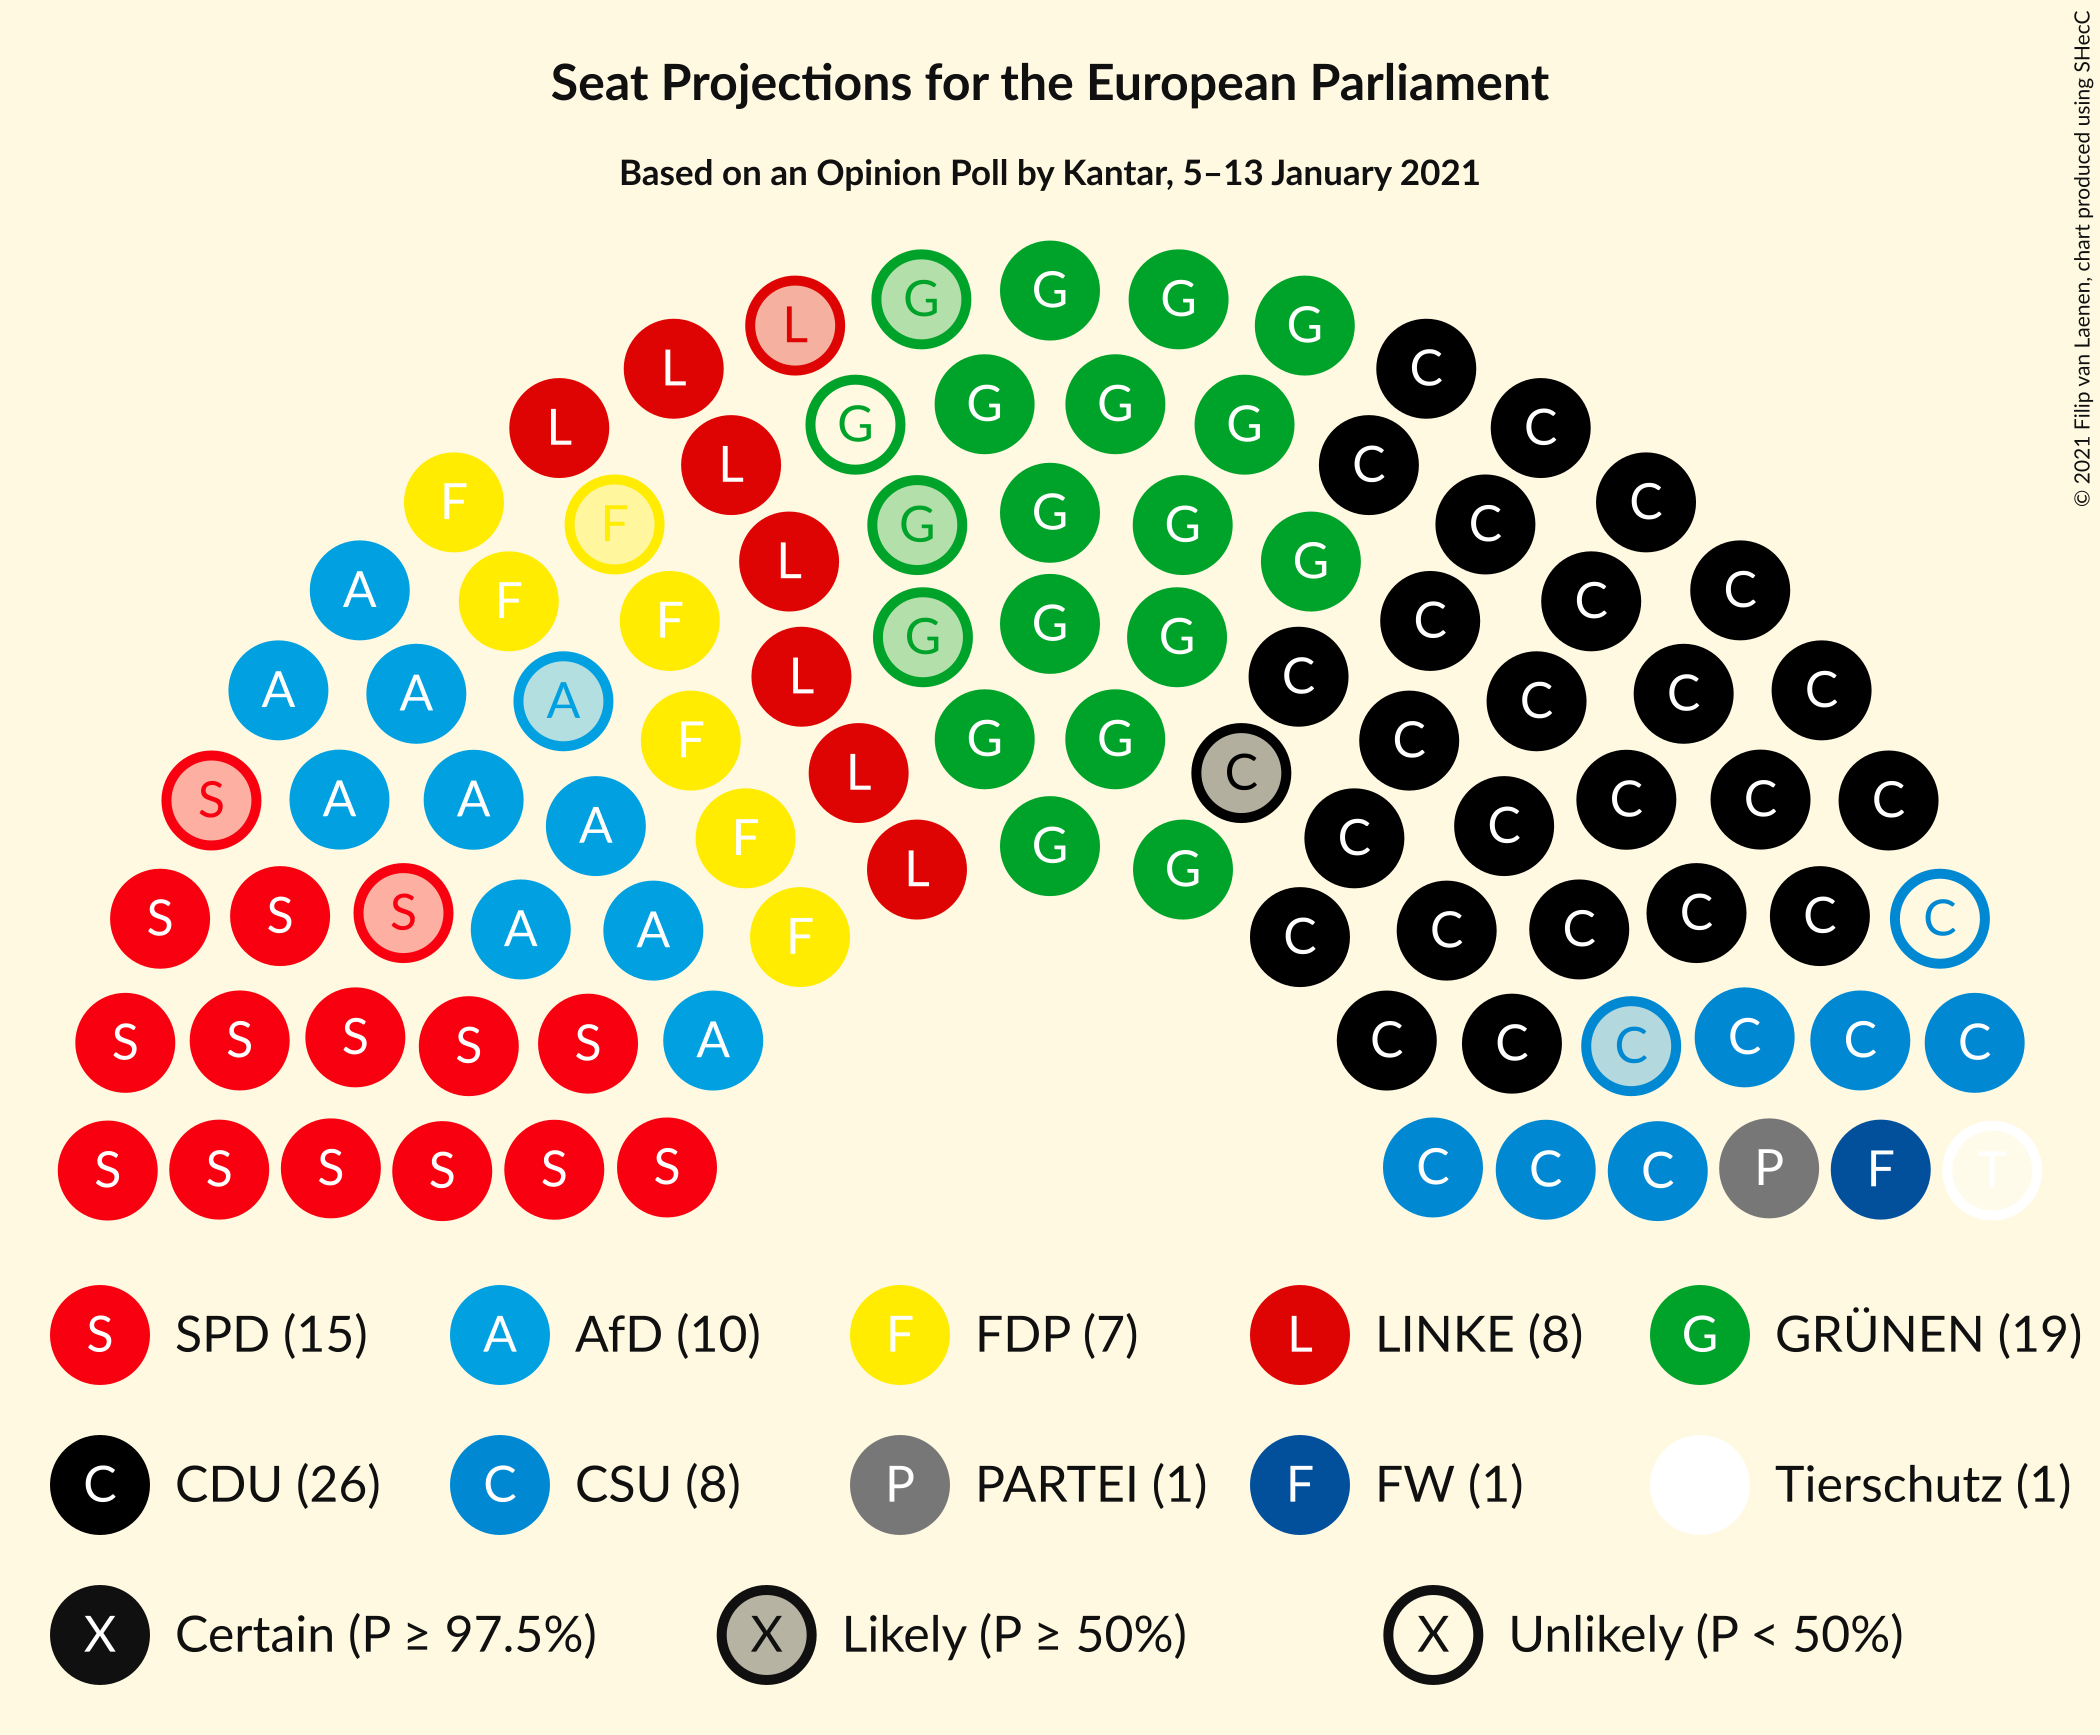 Seat Projections for the European Parliament
Based on an Opinion Poll by Kantar, 5–13 January 2021
© 2021 Filip van Laenen, chart produced using SHecC
G G G G
L L C C
L G G G G C
L L C C
F F G G G C C
A F L G C C
A F L G G G C C
A A A F L C C C C C
S A A A F L G G C C C C C C
S S S A A F L G G C C C C C C
S S S S S A C C C C C C
S S S S S S C C C P F T
S SPD (15) A AfD (10) F FDP (7) L LINKE (8) G GRÜNEN (19)
C CDU (26) C CSU (8) P PARTEI (1) F FW (1) Tierschutz (1)
X Certain (P ≥ 97.5%) X Likely (P ≥ 50%) X Unlikely (P < 50%)